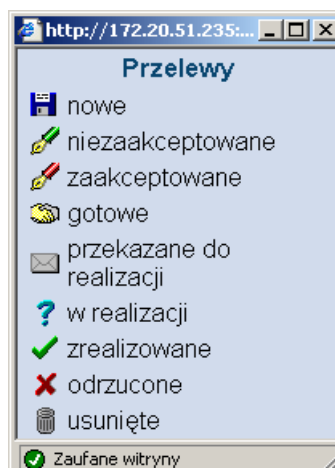 http://172.20.51.235:...
Przelewy
nowe
niezaakceptowane
zaakceptowane
gotowe
przekazane do
realizacji
w realizacji
zrealizowane
odrzucone
usunięte
Zaufane witryny